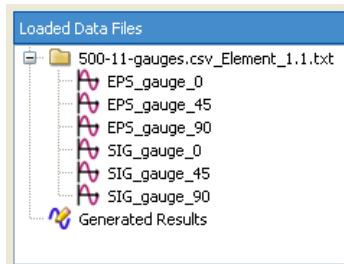 Loaded Data Files
500-11-gauges.csv_Element_1.1.txt
EPS_gauge_0
EPS_gauge_45
EPS_gauge_90
SIG_gauge_0
SIG_gauge_45
SIG_gauge_90
Generated Results